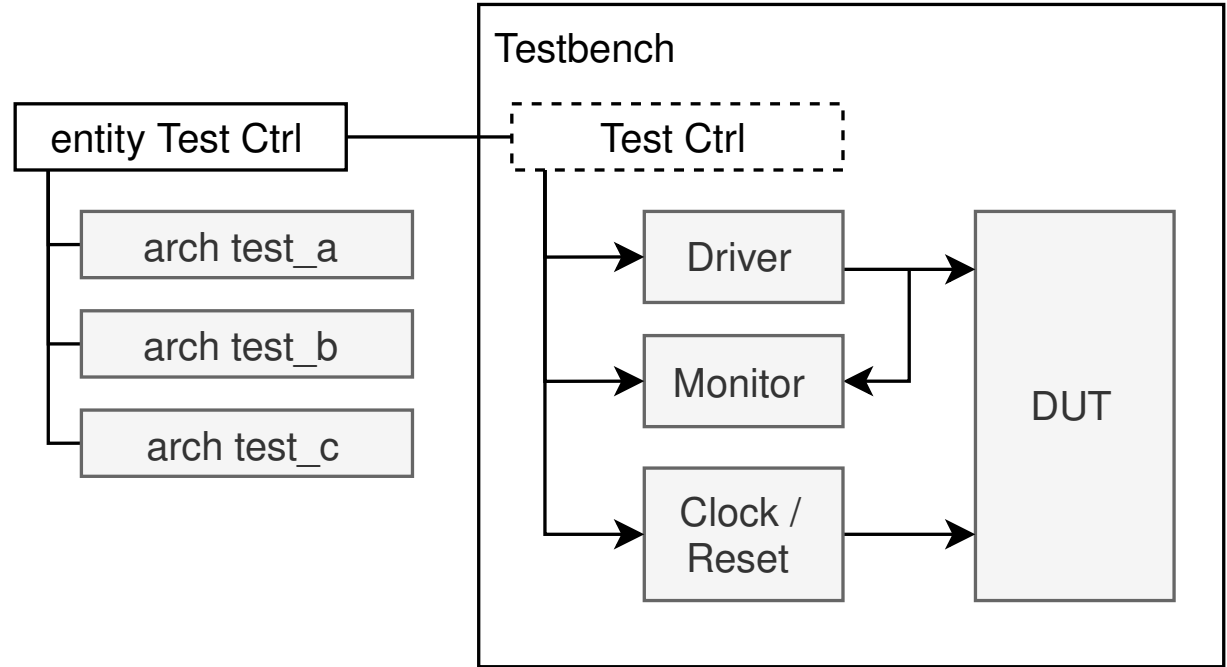 Testbench
entity Test Ctrl
Test Ctrl
arch test_a
arch test_b
arch test_c
Driver
Monitor
Clock /
Reset
DUT